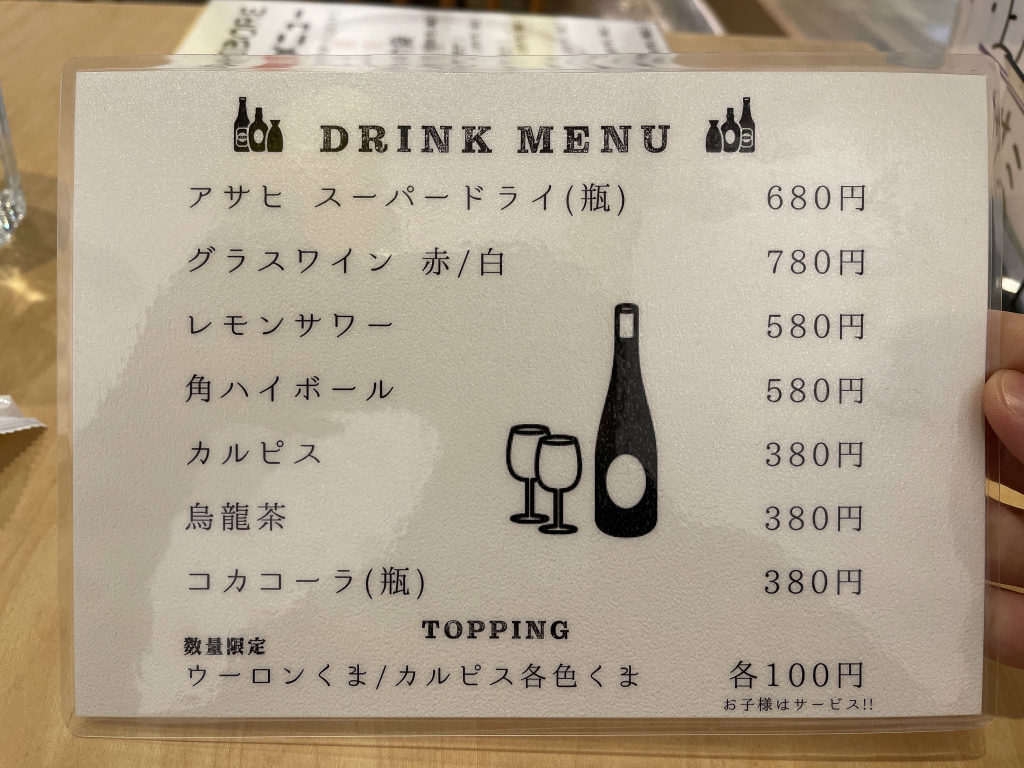 DRINK MENU
アサヒ スーパードライ(瓶) 680円
グラスワイン 赤/白 780円
レモンサワー 580円
角ハイボール 580円
カルピス 380円
烏龍茶 380円
コカコーラ(瓶) 380円
TOPPING
数量限定
ウーロンくま/カルピス各色くま 各100円
お子様はサービス!!